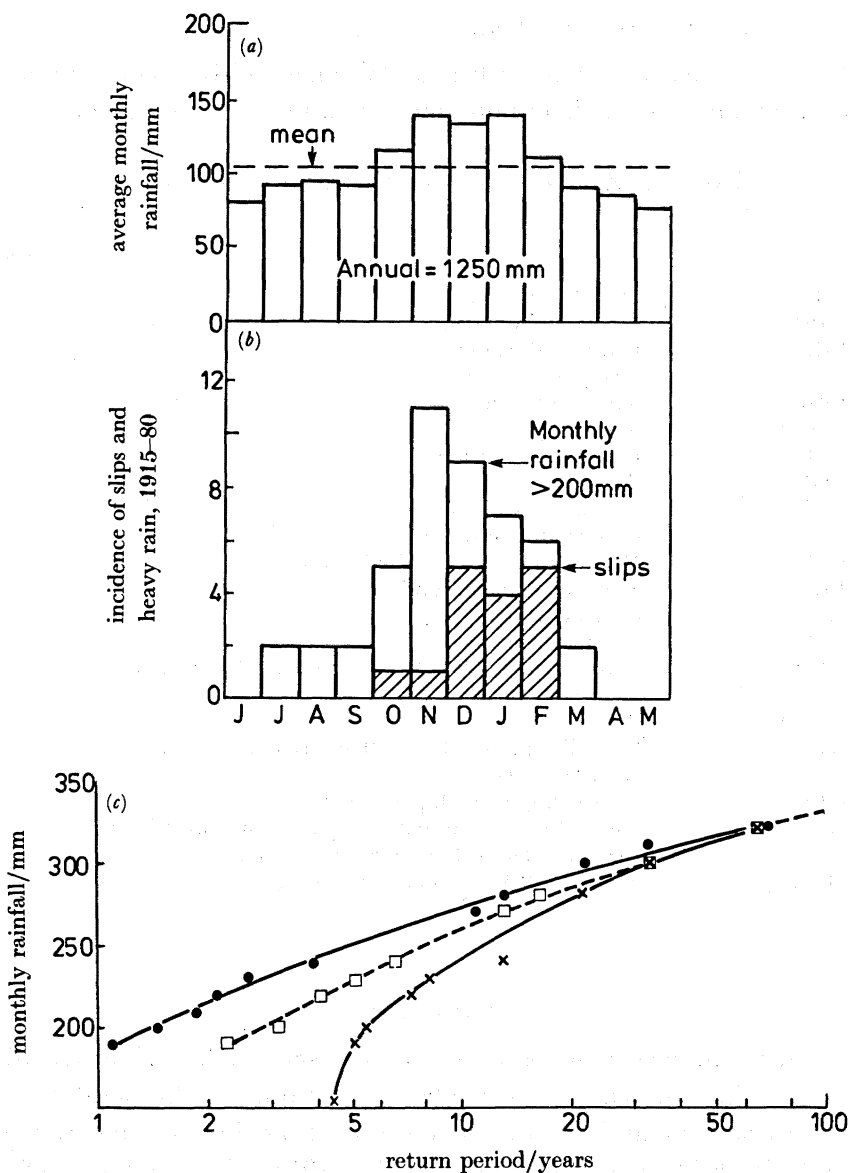 200
(a)
150
100
50
0
average monthly
rainfall/mm
mean
Annual = 1250 mm
(b)
12
8
4
0
incidence of slips and
heavy rain, 1915–80
Monthly
rainfall
>200mm
slips
J J A S O N D J F M A M
350
(c)
300
250
200
monthly rainfall/mm
1 2 5 10 20 50 100
return period/years